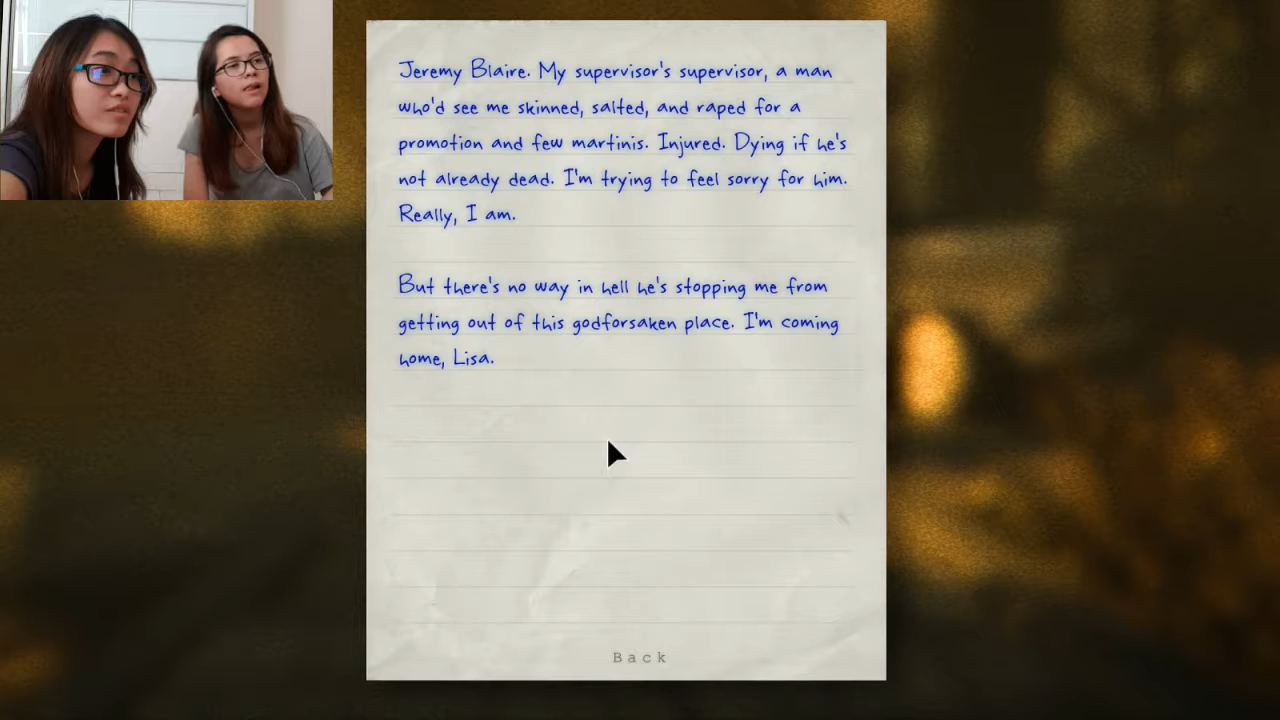 Jeremy Blaire. My supervisor's supervisor, a man
who'd see me skinned, salted, and raped for a
promotion and few martinis. Injured. Dying if he's
not already dead. I'm trying to feel sorry for him.
Really, I am.
But there's no way in hell he's stopping me from
getting out of this godforsaken place. I'm coming
home, Lisa.
Back